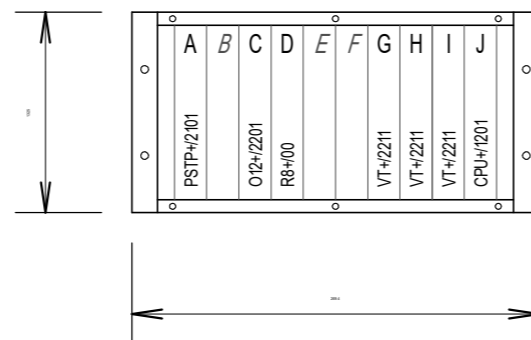 A B C D E F G H I J
PSTP+/2101
O12+/2201
R8+/00
VT+/2211
VT+/2211
VT+/2211
CPU+/1201